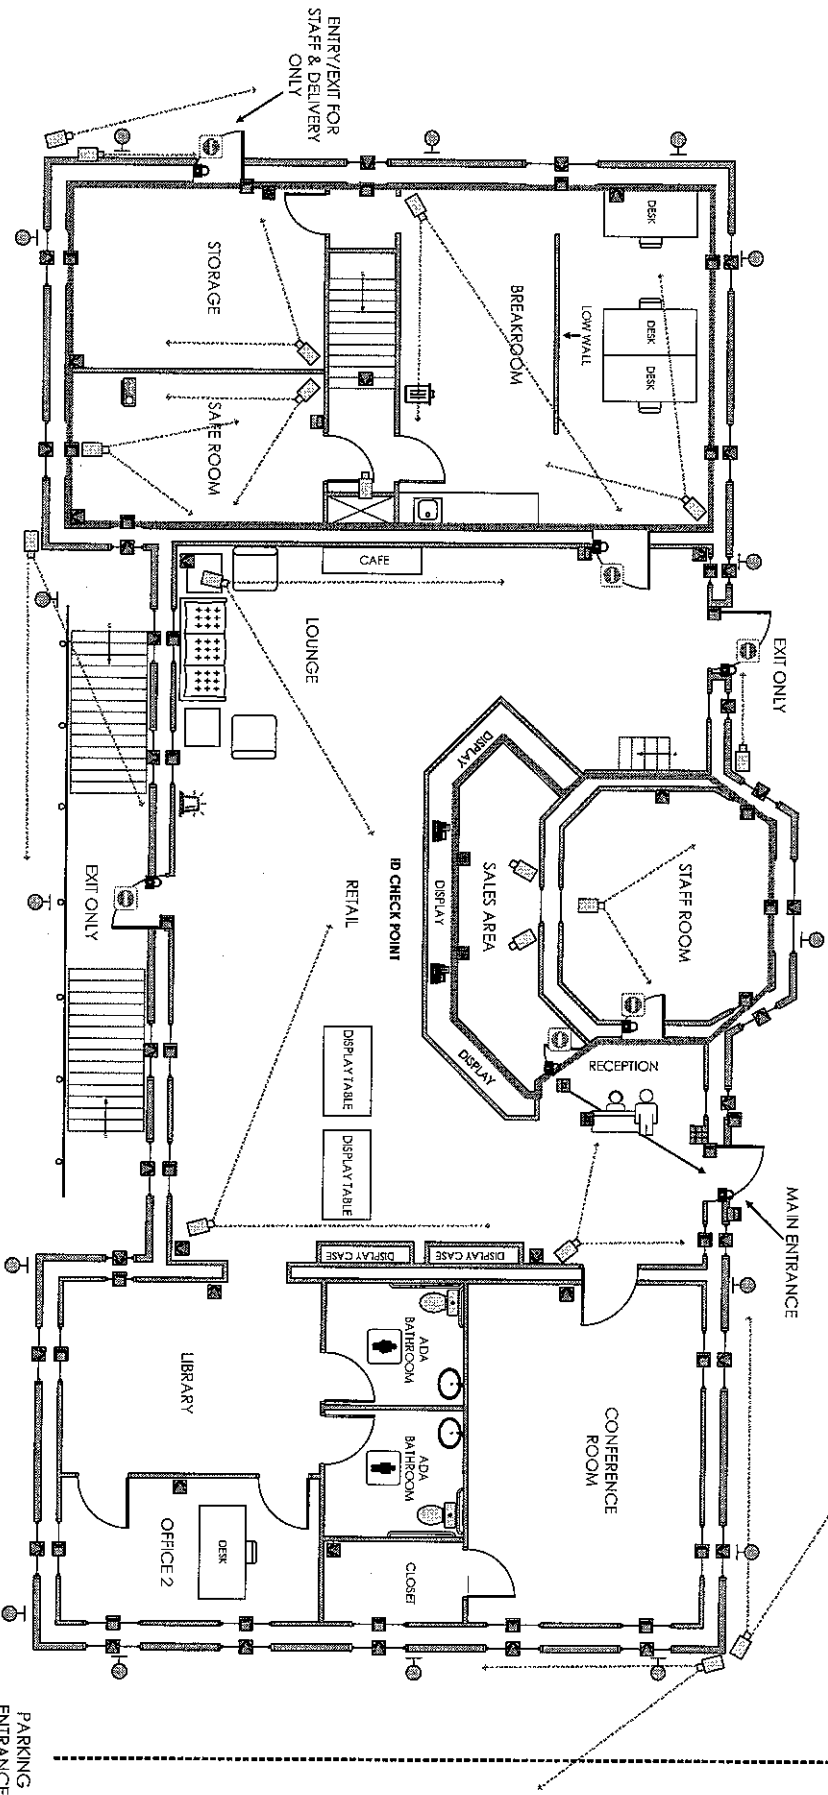 ENTRY/EXIT FOR
STAFF & DELIVERY
ONLY
STORAGE
SAFE ROOM
BREAKROOM
LOW WALL
DESK
DESK
DESK
CAFE
LOUNGE
EXIT ONLY
EXIT ONLY
DISPLAY
DISPLAY
DISPLAY
SALES AREA
STAFF ROOM
ID CHECK POINT
RETAIL
RECEPTION
DISPLAY TABLE
DISPLAY TABLE
MAIN ENTRANCE
DISPLAY CASE
DISPLAY CASE
LIBRARY
ADA
BATHROOM
ADA
BATHROOM
CONFERENCE
ROOM
OFFICE 2
DESK
CLOSET
PARKING
ENTRANCE